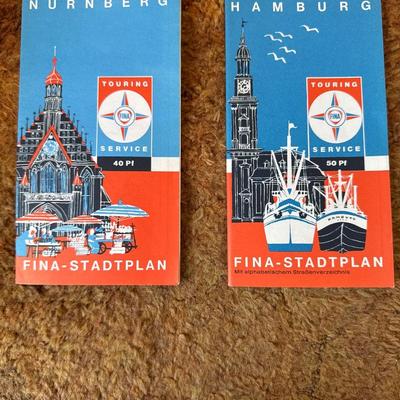 NÜRNBERG
TOURING
FINA
SERVICE
40 Pf
FINA-STADTPLAN
HAMBURG
TOURING
FINA
SERVICE
50 Pf
HAMBURG
FINA-STADTPLAN
Mit alphabetischem Straßenverzeichnis